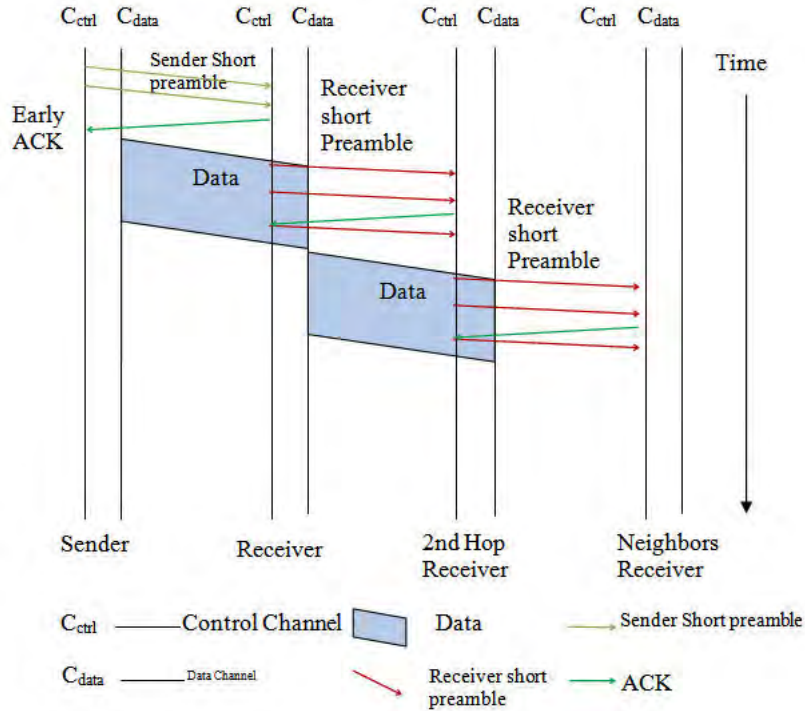 Cctrl Cdata Cctrl Cdata Cctrl Cdata Cctrl Cdata
Sender Short
preamble
Time
Early
ACK
Receiver
short
Preamble
Data
Receiver
short
Preamble
Data
Sender
Receiver
2nd Hop
Receiver
Neighbors
Receiver
Cctrl Control Channel
Data
Sender Short preamble
Cdata Data Channel
Receiver short
preamble
ACK